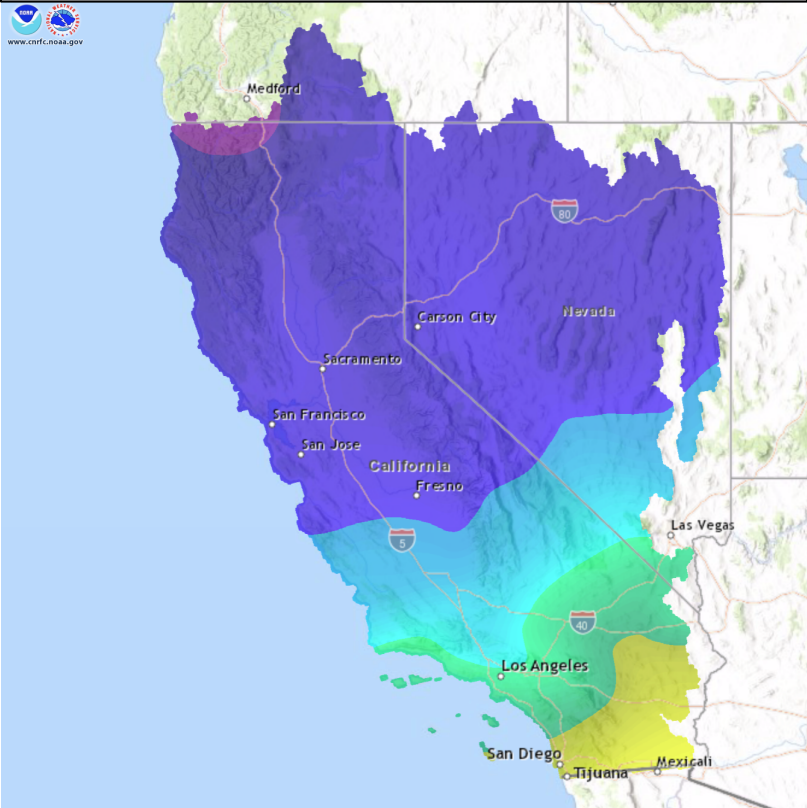 NOAA
www.cnrfc.noaa.gov
Medford
80
Carson City
Nevada
Sacramento
San Francisco
San Jose
California
Fresno
5
Las Vegas
40
Los Angeles
San Diego
Mexicali
Tijuana